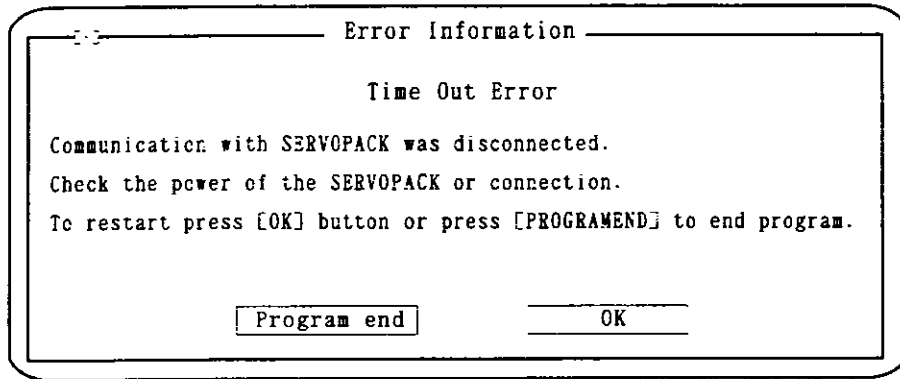 Error Information
Time Out Error
Communication with SERVOPACK was disconnected.
Check the power of the SERVOPACK or connection.
To restart press [OK] button or press [PROGRAMEND] to end program.
Program end OK